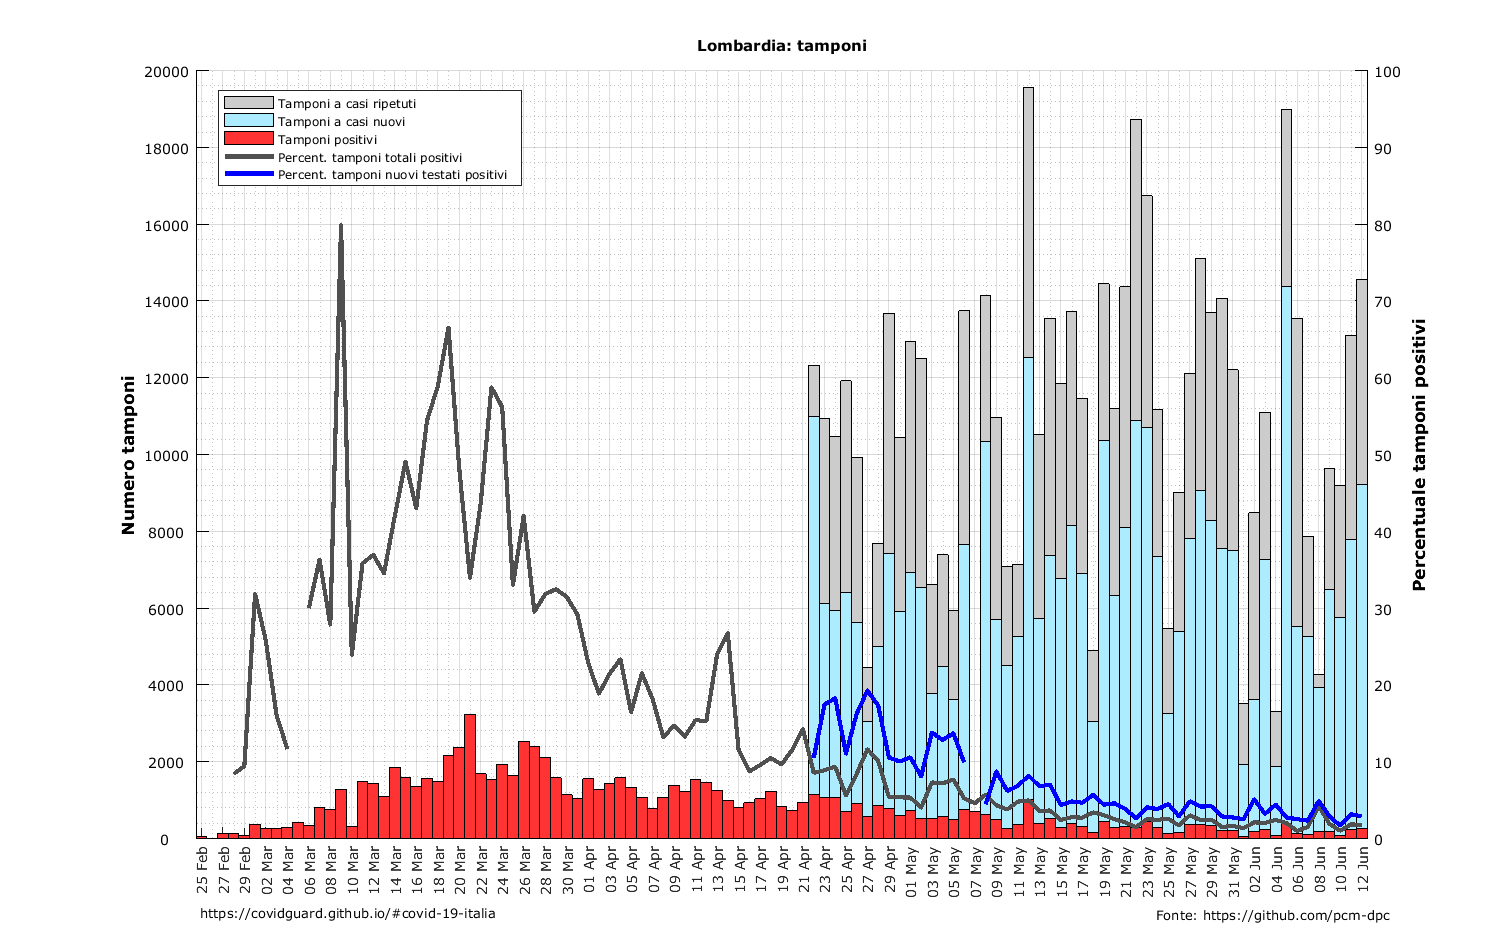 Lombardia: tamponi
Tamponi a casi ripetuti
Tamponi a casi nuovi
Tamponi positivi
Percent. tamponi totali positivi
Percent. tamponi nuovi testati positivi
Numero tamponi
20000
18000
16000
14000
12000
10000
8000
6000
4000
2000
0
Percentuale tamponi positivi
100
90
80
70
60
50
40
30
20
10
0
25 Feb
27 Feb
29 Feb
02 Mar
04 Mar
06 Mar
08 Mar
10 Mar
12 Mar
14 Mar
16 Mar
18 Mar
20 Mar
22 Mar
24 Mar
26 Mar
28 Mar
30 Mar
01 Apr
03 Apr
05 Apr
07 Apr
09 Apr
11 Apr
13 Apr
15 Apr
17 Apr
19 Apr
21 Apr
23 Apr
25 Apr
27 Apr
29 Apr
01 May
03 May
05 May
07 May
09 May
11 May
13 May
15 May
17 May
19 May
21 May
23 May
25 May
27 May
29 May
31 May
02 Jun
04 Jun
06 Jun
08 Jun
10 Jun
12 Jun
https://covidguard.github.io/#covid-19-italia
Fonte: https://github.com/pcm-dpc